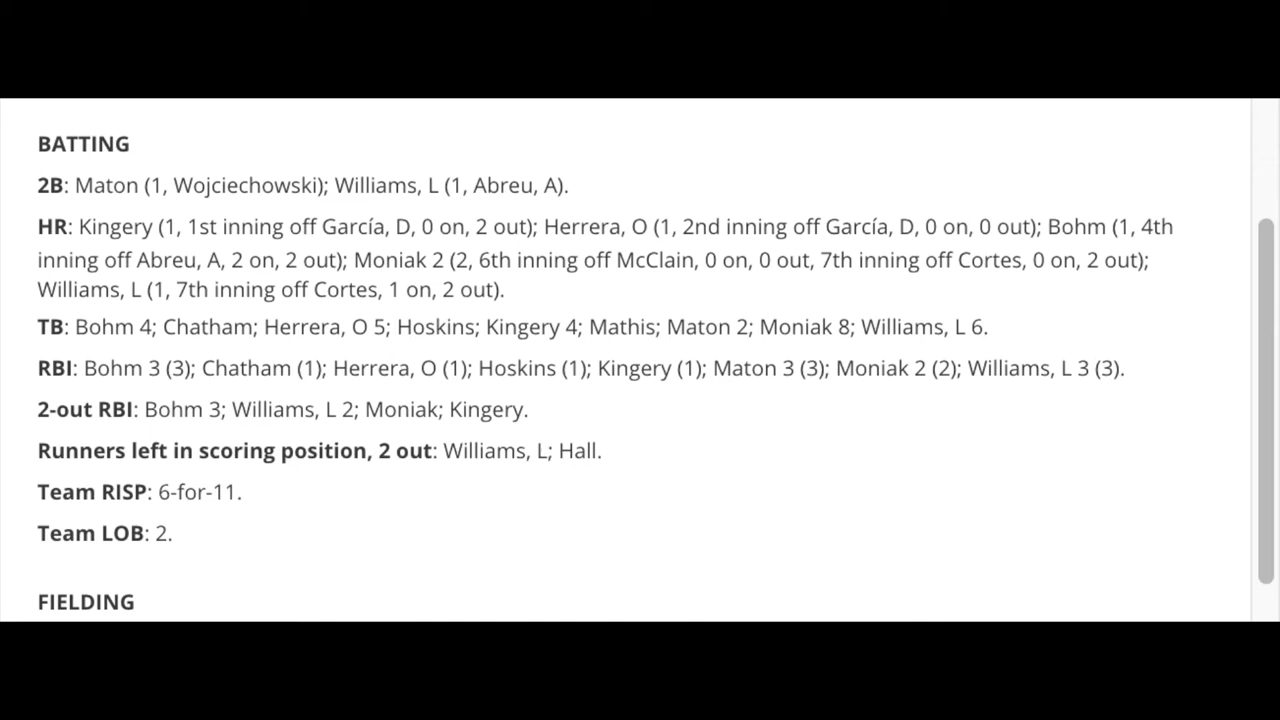 BATTING
2B: Maton (1, Wojciechowski); Williams, L (1, Abreu, A).
HR: Kingery (1, 1st inning off García, D, 0 on, 2 out); Herrera, O (1, 2nd inning off García, D, 0 on, 0 out); Bohm (1, 4th
inning off Abreu, A, 2 on, 2 out); Moniak 2 (2, 6th inning off McClain, 0 on, 0 out, 7th inning off Cortes, 0 on, 2 out);
Williams, L (1, 7th inning off Cortes, 1 on, 2 out).
TB: Bohm 4; Chatham; Herrera, O 5; Hoskins; Kingery 4; Mathis; Maton 2; Moniak 8; Williams, L 6.
RBI: Bohm 3 (3); Chatham (1); Herrera, O (1); Hoskins (1); Kingery (1); Maton 3 (3); Moniak 2 (2); Williams, L 3 (3).
2-out RBI: Bohm 3; Williams, L 2; Moniak; Kingery.
Runners left in scoring position, 2 out: Williams, L; Hall.
Team RISP: 6-for-11.
Team LOB: 2.
FIELDING